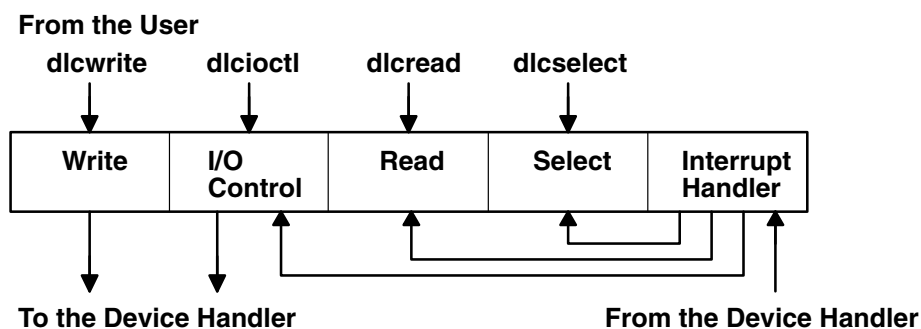 From the User
dlcwrite dlcioctl dlcread dlcselect
Write I/O Read Select Interrupt
Control Handler
To the Device Handler From the Device Handler